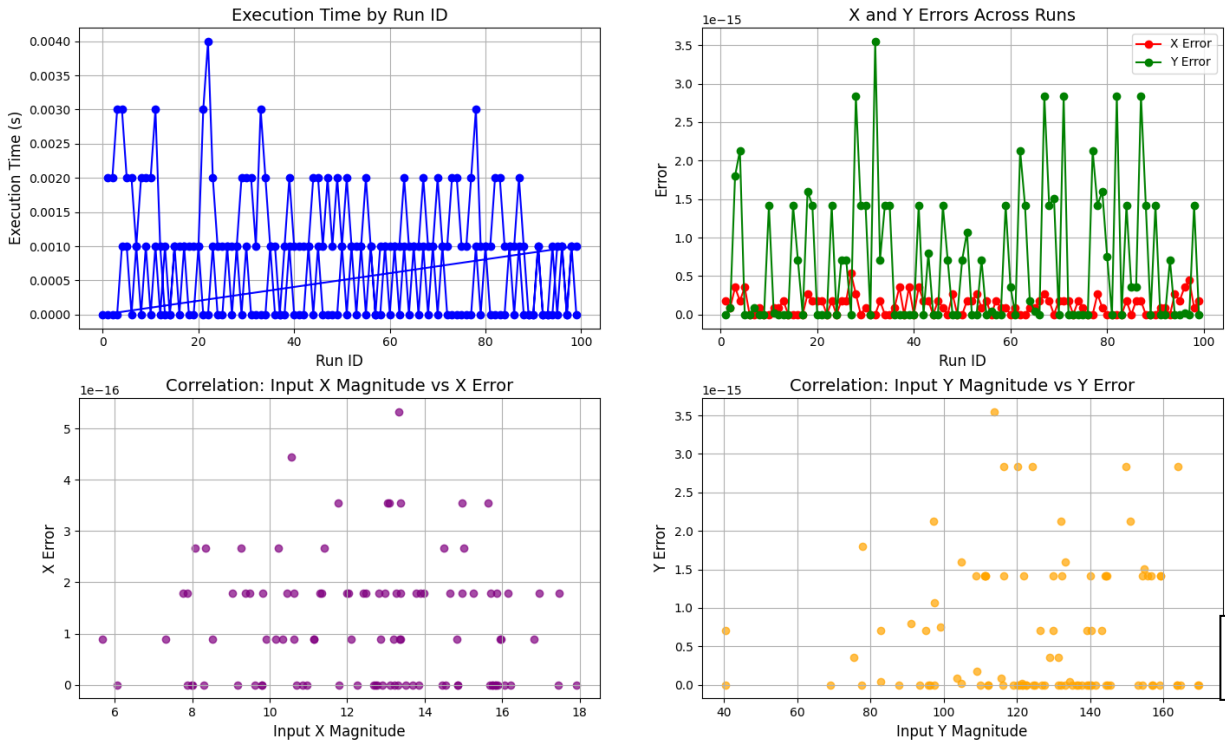 Execution Time by Run ID
Execution Time (s)
0.0040
0.0035
0.0030
0.0025
0.0020
0.0015
0.0010
0.0005
0.0000
0 20 40 60 80 100
Run ID
X and Y Errors Across Runs
1e−15
X Error
Y Error
Error
3.5
3.0
2.5
2.0
1.5
1.0
0.5
0.0
0 20 40 60 80 100
Run ID
Correlation: Input X Magnitude vs X Error
1e−16
X Error
5
4
3
2
1
0
6 8 10 12 14 16 18
Input X Magnitude
Correlation: Input Y Magnitude vs Y Error
1e−15
Y Error
3.5
3.0
2.5
2.0
1.5
1.0
0.5
0.0
40 60 80 100 120 140 160
Input Y Magnitude